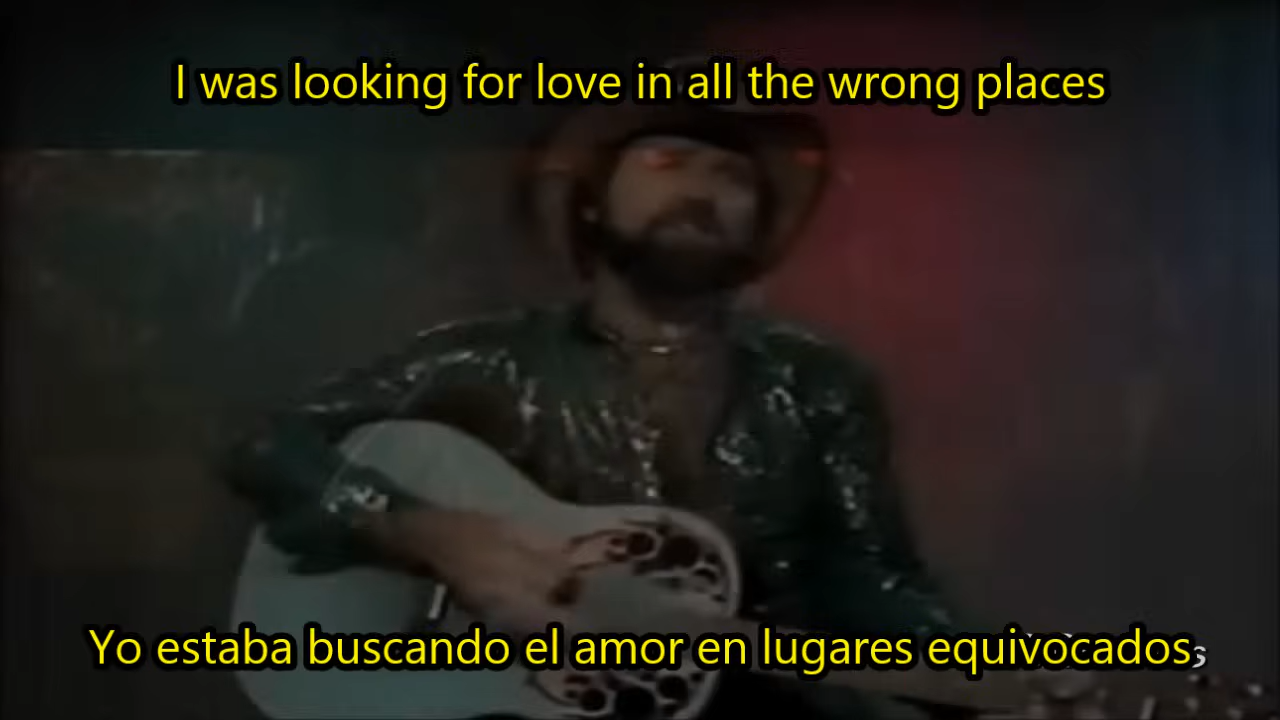 I was looking for love in all the wrong places
Yo estaba buscando el amor en lugares equivocados